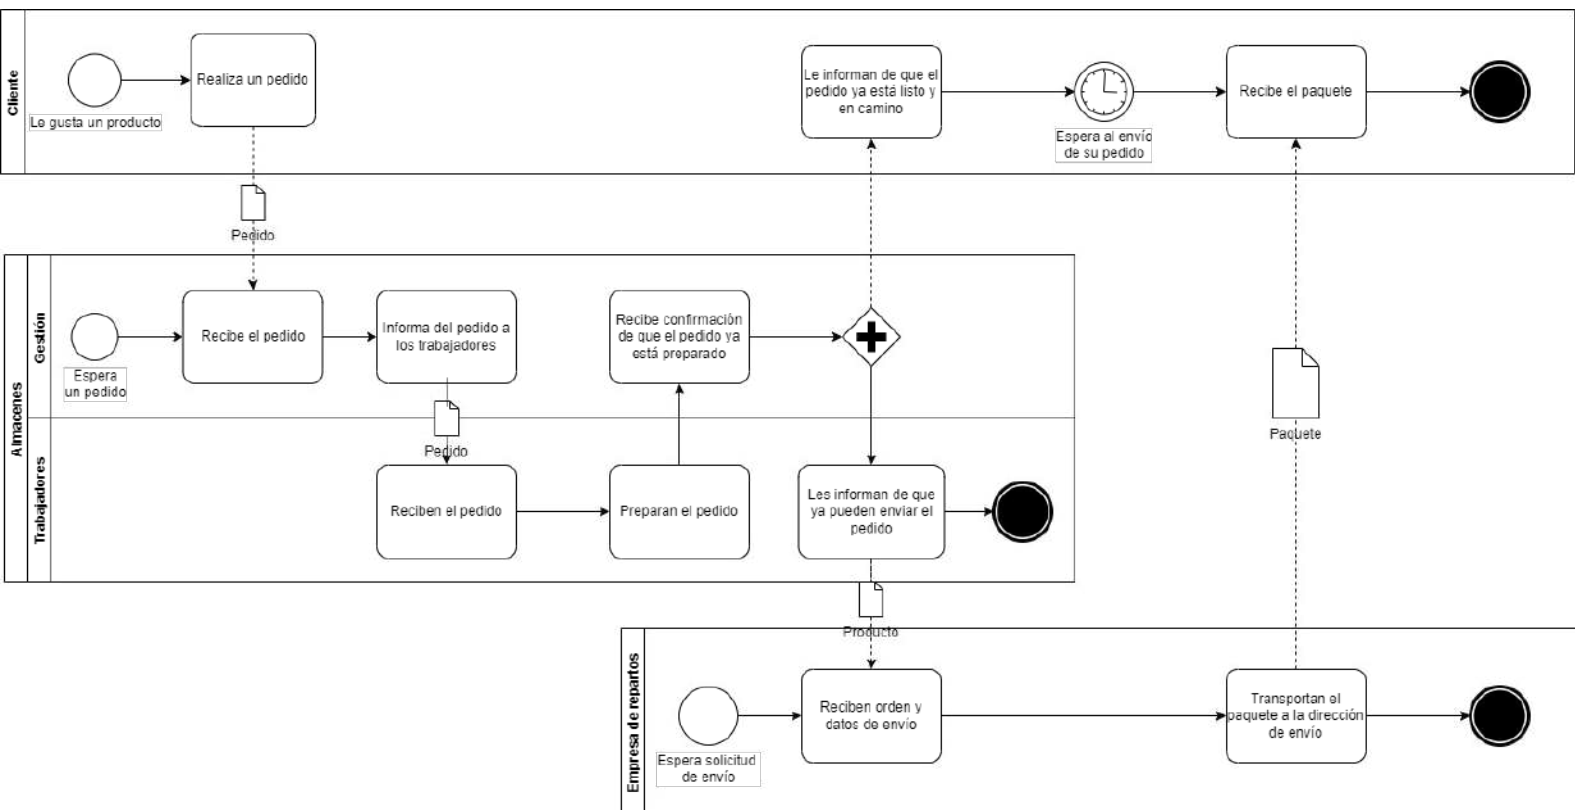 Cliente
Le gusta un producto
Realiza un pedido
Le informan de que el
pedido ya está listo y
en camino
Espera al envío
de su pedido
Recibe el paquete
Pedido
Almacenes
Gestión
Espera
un pedido
Recibe el pedido
Informa del pedido a
los trabajadores
Recibe confirmación
de que el pedido ya
está preparado
Pedido
Paquete
Trabajadores
Reciben el pedido
Preparan el pedido
Les informan de que
ya pueden enviar el
pedido
Producto
Empresa de repartos
Espera solicitud
de envío
Reciben orden y
datos de envío
Transportan el
paquete a la dirección
de envío